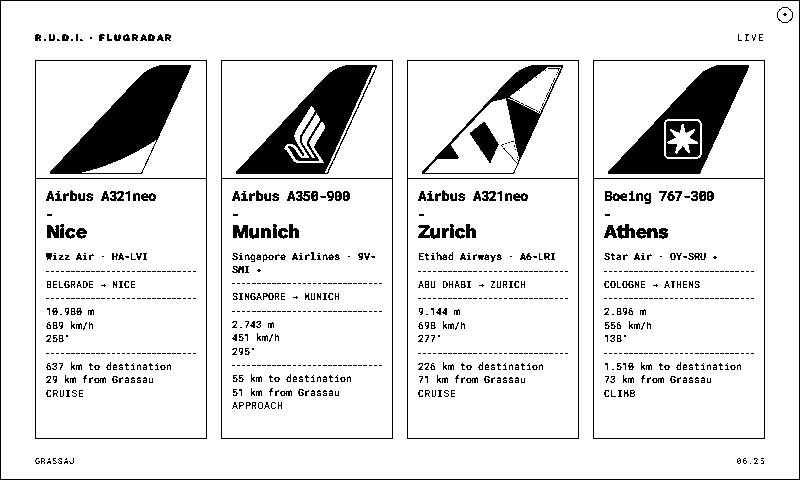 R.U.D.I. · FLUGRADAR
LIVE
Airbus A321neo
-
Nice
Wizz Air · HA-LVI
BELGRADE → NICE
10.980 m
689 km/h
258°
637 km to destination
29 km from Grassau
CRUISE
Airbus A350-900
-
Munich
Singapore Airlines · 9V-
SMI ✦
SINGAPORE → MUNICH
2.743 m
451 km/h
295°
55 km to destination
51 km from Grassau
APPROACH
Airbus A321neo
-
Zurich
Etihad Airways · A6-LRI
ABU DHABI → ZURICH
9.144 m
698 km/h
277°
226 km to destination
71 km from Grassau
CRUISE
Boeing 767-300
-
Athens
Star Air · OY-SRU ✦
COLOGNE → ATHENS
2.896 m
556 km/h
138°
1.510 km to destination
73 km from Grassau
CLIMB
GRASSAU
06.25